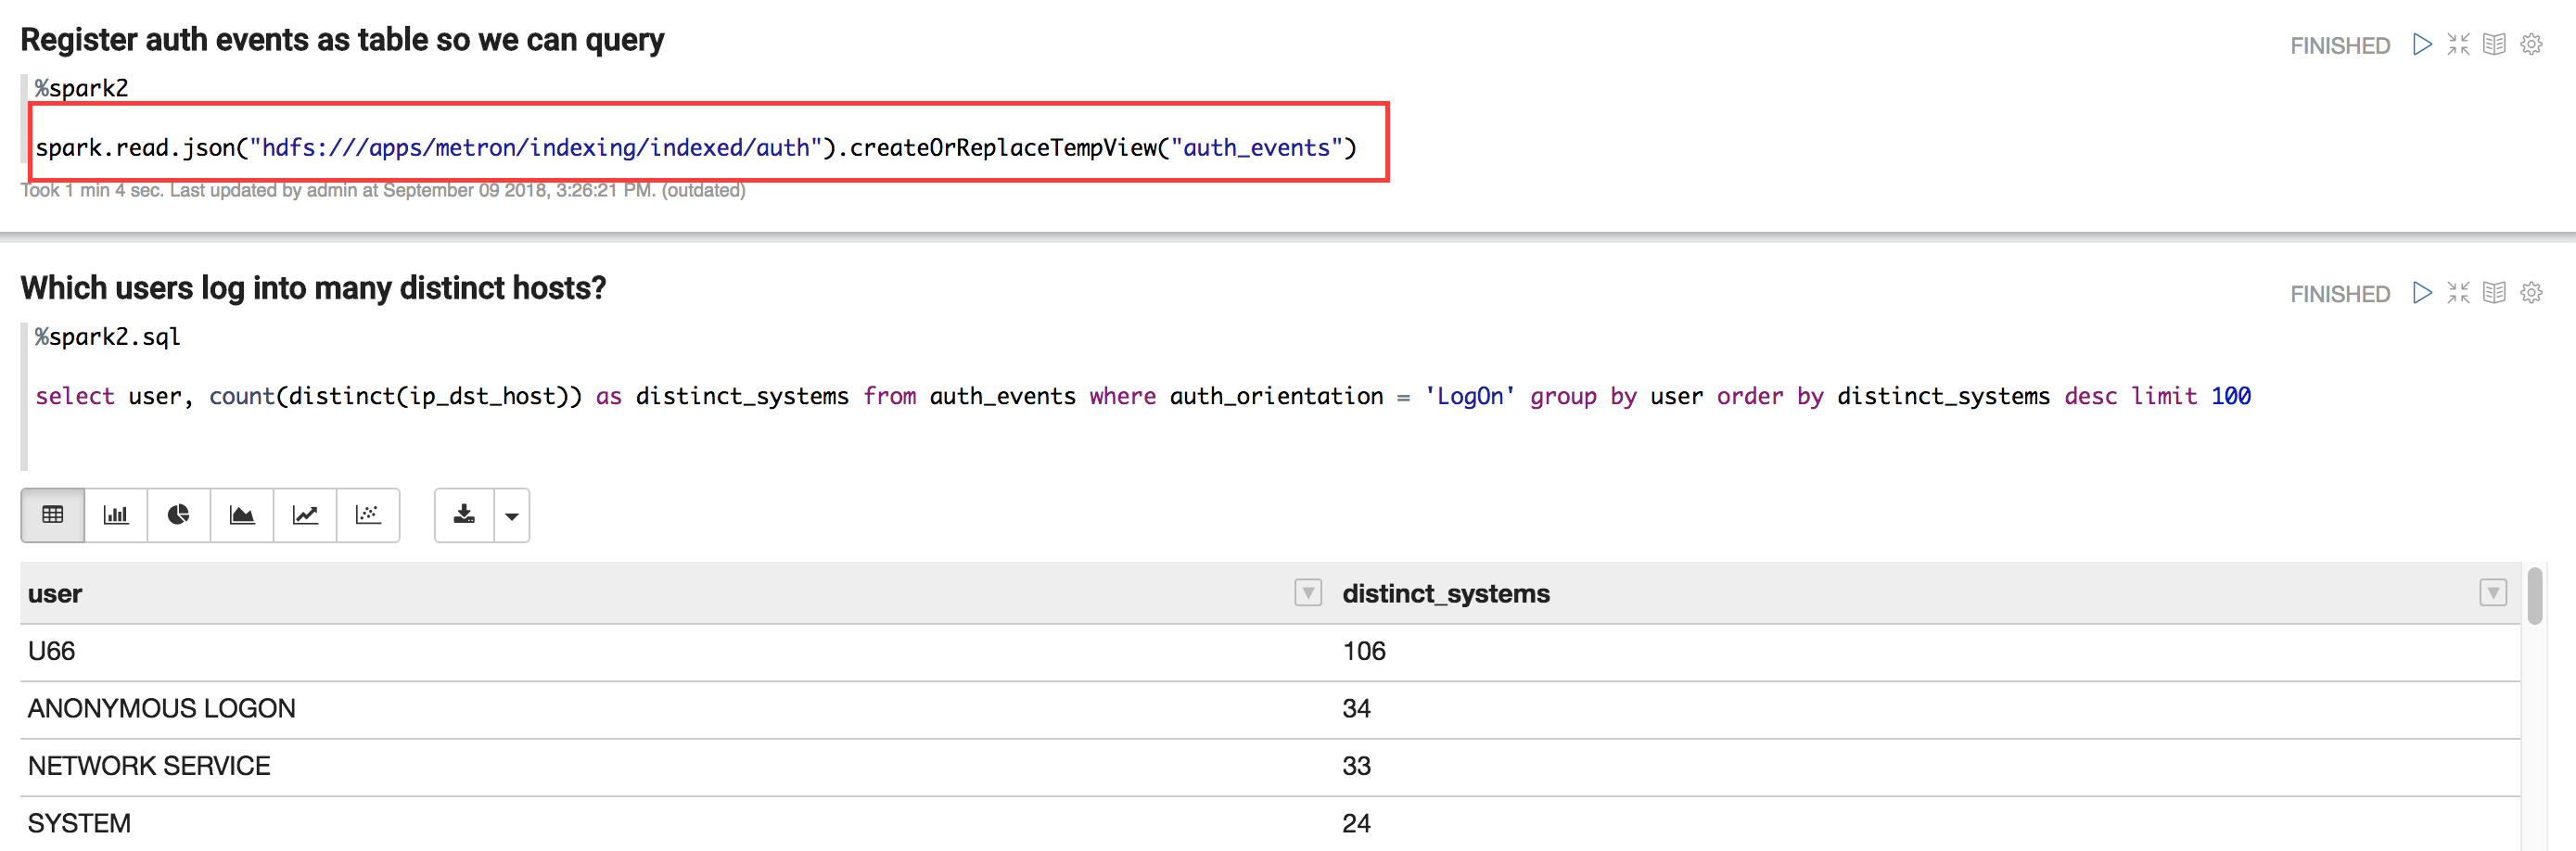 Register auth events as table so we can query
FINISHED
%spark2
spark.read.json("hdfs:///apps/metron/indexing/indexed/auth").createOrReplaceTempView("auth_events")
Took 1 min 4 sec. Last updated by admin at September 09 2018, 3:26:21 PM. (outdated)
Which users log into many distinct hosts?
FINISHED
%spark2.sql
select user, count(distinct(ip_dst_host)) as distinct_systems from auth_events where auth_orientation = 'LogOn' group by user order by distinct_systems desc limit 100
user distinct_systems
U66 106
ANONYMOUS LOGON 34
NETWORK SERVICE 33
SYSTEM 24